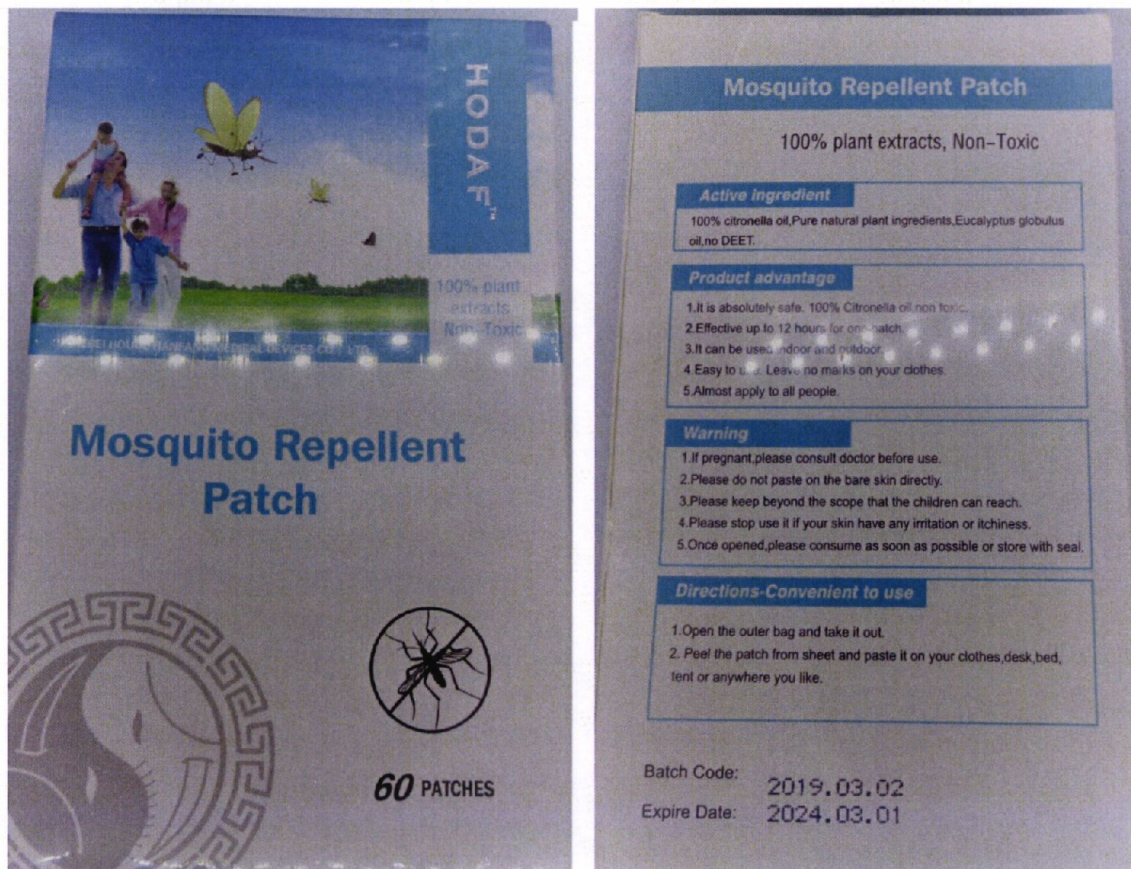 HODAF™
100% plant
extracts
Non-Toxic
MEDICAL DEVICES CO., LTD
Mosquito Repellent
Patch
60 PATCHES
Mosquito Repellent Patch
100% plant extracts, Non-Toxic
Active ingredient
100% citronella oil,Pure natural plant ingredients,Eucalyptus globulus
oil,no DEET.
Product advantage
1.It is absolutely safe. 100% Citronella oil,non toxic.
2.Effective up to 12 hours for one patch.
3.It can be used indoor and outdoor.
4.Easy to use. Leave no marks on your clothes.
5.Almost apply to all people.
Warning
1.If pregnant,please consult doctor before use.
2.Please do not paste on the bare skin directly.
3.Please keep beyond the scope that the children can reach.
4.Please stop use it if your skin have any irritation or itchiness.
5.Once opened,please consume as soon as possible or store with seal.
Directions-Convenient to use
1.Open the outer bag and take it out.
2. Peel the patch from sheet and paste it on your clothes,desk,bed,
tent or anywhere you like.
Batch Code: 2019.03.02
Expire Date: 2024.03.01